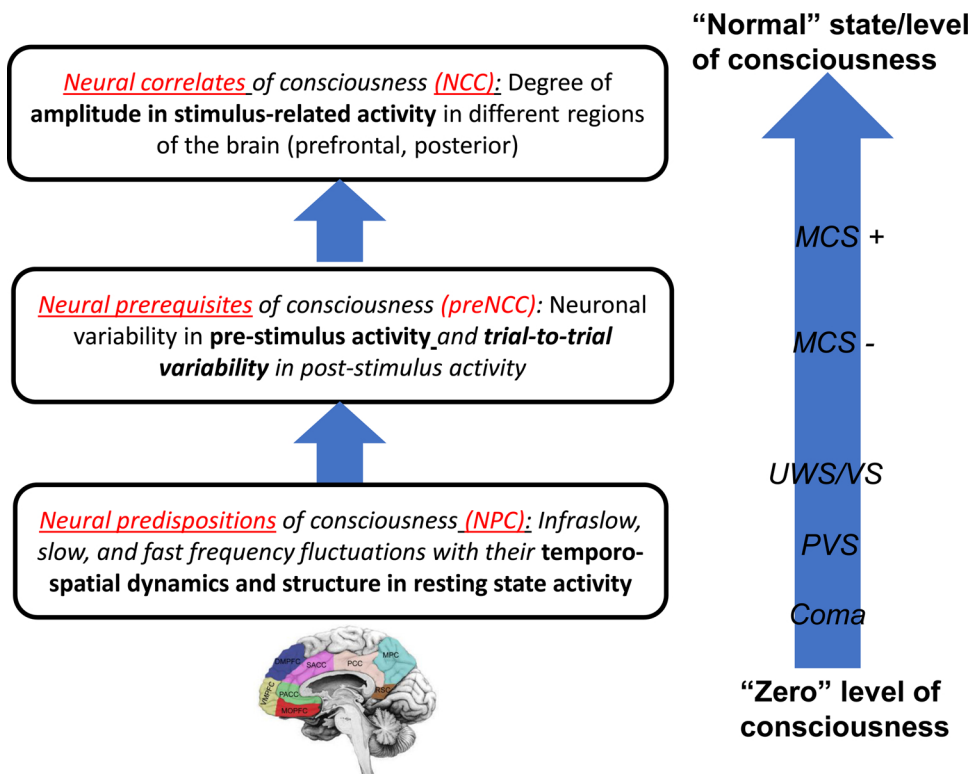 Neural correlates of consciousness (NCC): Degree of
amplitude in stimulus-related activity in different regions
of the brain (prefrontal, posterior)
Neural prerequisites of consciousness (preNCC): Neuronal
variability in pre-stimulus activity and trial-to-trial
variability in post-stimulus activity
Neural predispositions of consciousness (NPC): Infraslow,
slow, and fast frequency fluctuations with their temporo-
spatial dynamics and structure in resting state activity
DMPFC
SACC
PCC
MPC
VMPFC
PACC
RSC
MOPFC
“Normal” state/level
of consciousness
MCS +
MCS -
UWS/VS
PVS
Coma
“Zero” level of
consciousness